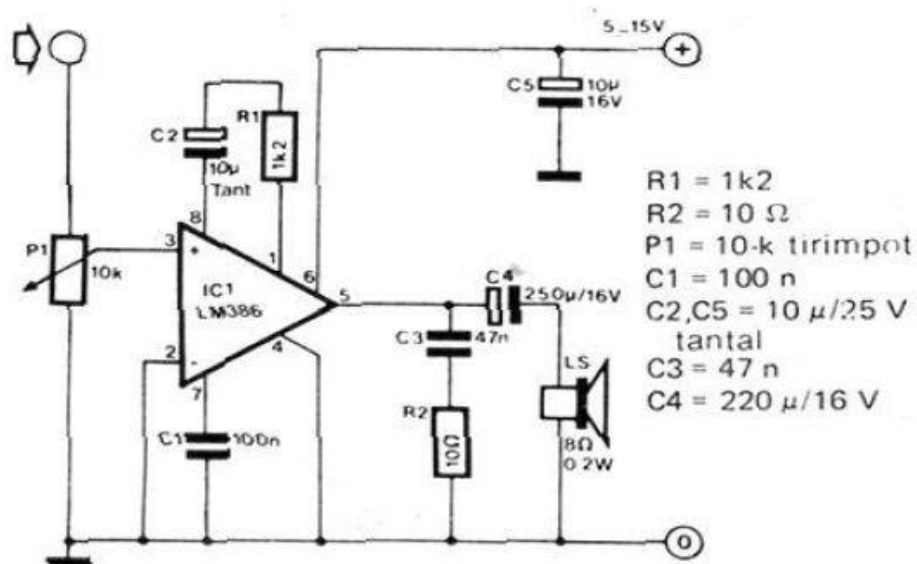 5_15V
+
C5
10µ
16V
R1
1k2
C2
10µ
Tant
8
P1
10k
3
+
1
6
IC1
LM386
5
2
-
4
7
C1
100n
C4
250µ/16V
C3
47n
R2
10Ω
LS
8Ω
0.2W
0
R1 = 1k2
R2 = 10 Ω
P1 = 10-k tirimpot
C1 = 100 n
C2,C5 = 10 µ/25 V
tantal
C3 = 47 n
C4 = 220 µ/16 V